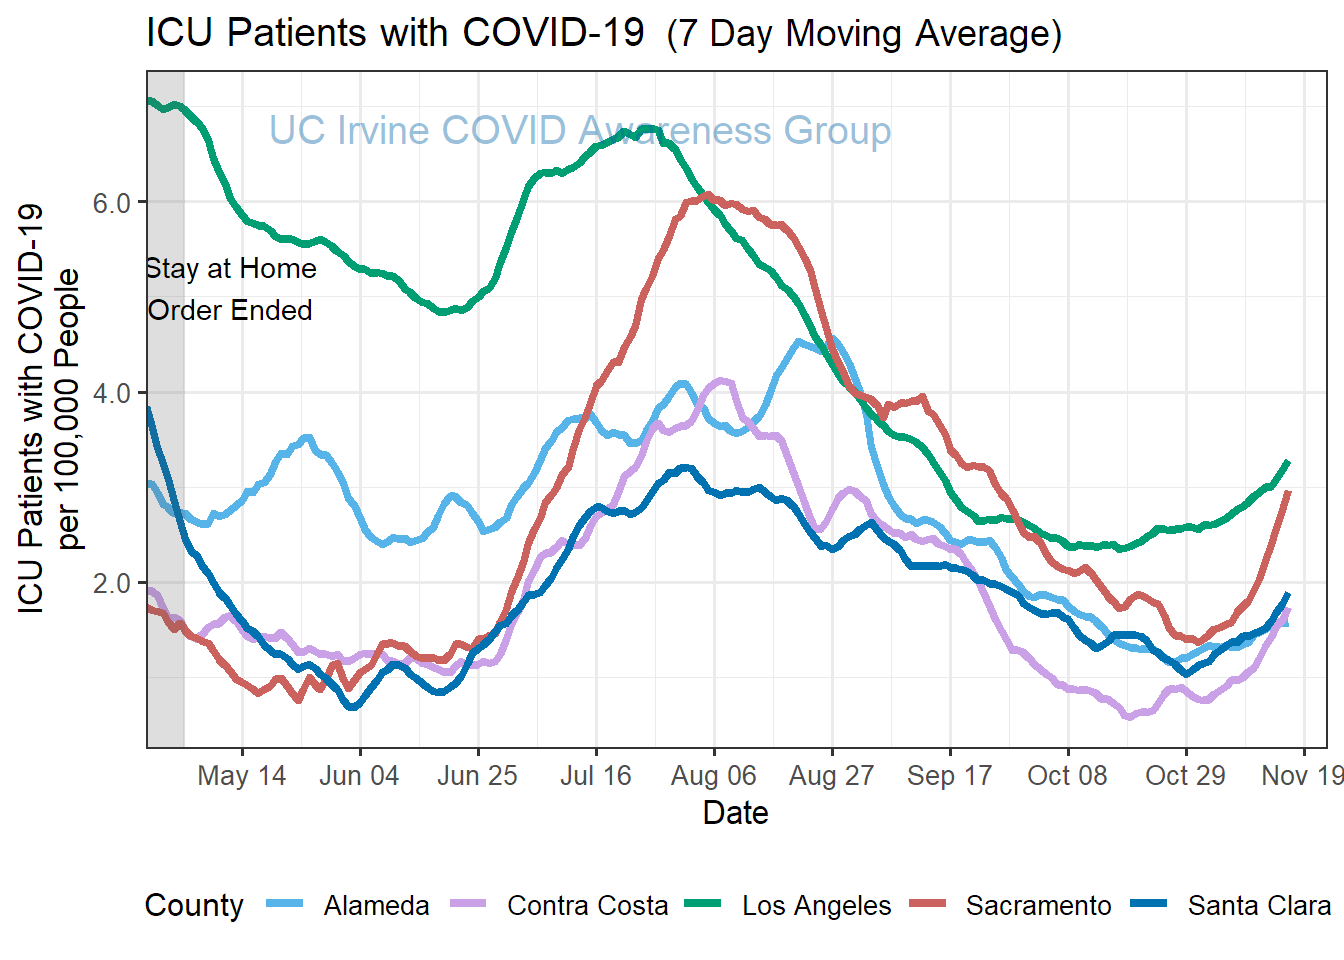 ICU Patients with COVID-19 (7 Day Moving Average)
UC Irvine COVID Awareness Group
ICU Patients with COVID-19
per 100,000 People
6.0
4.0
2.0
Stay at Home
Order Ended
May 14 Jun 04 Jun 25 Jul 16 Aug 06 Aug 27 Sep 17 Oct 08 Oct 29 Nov 19
Date
County Alameda Contra Costa Los Angeles Sacramento Santa Clara